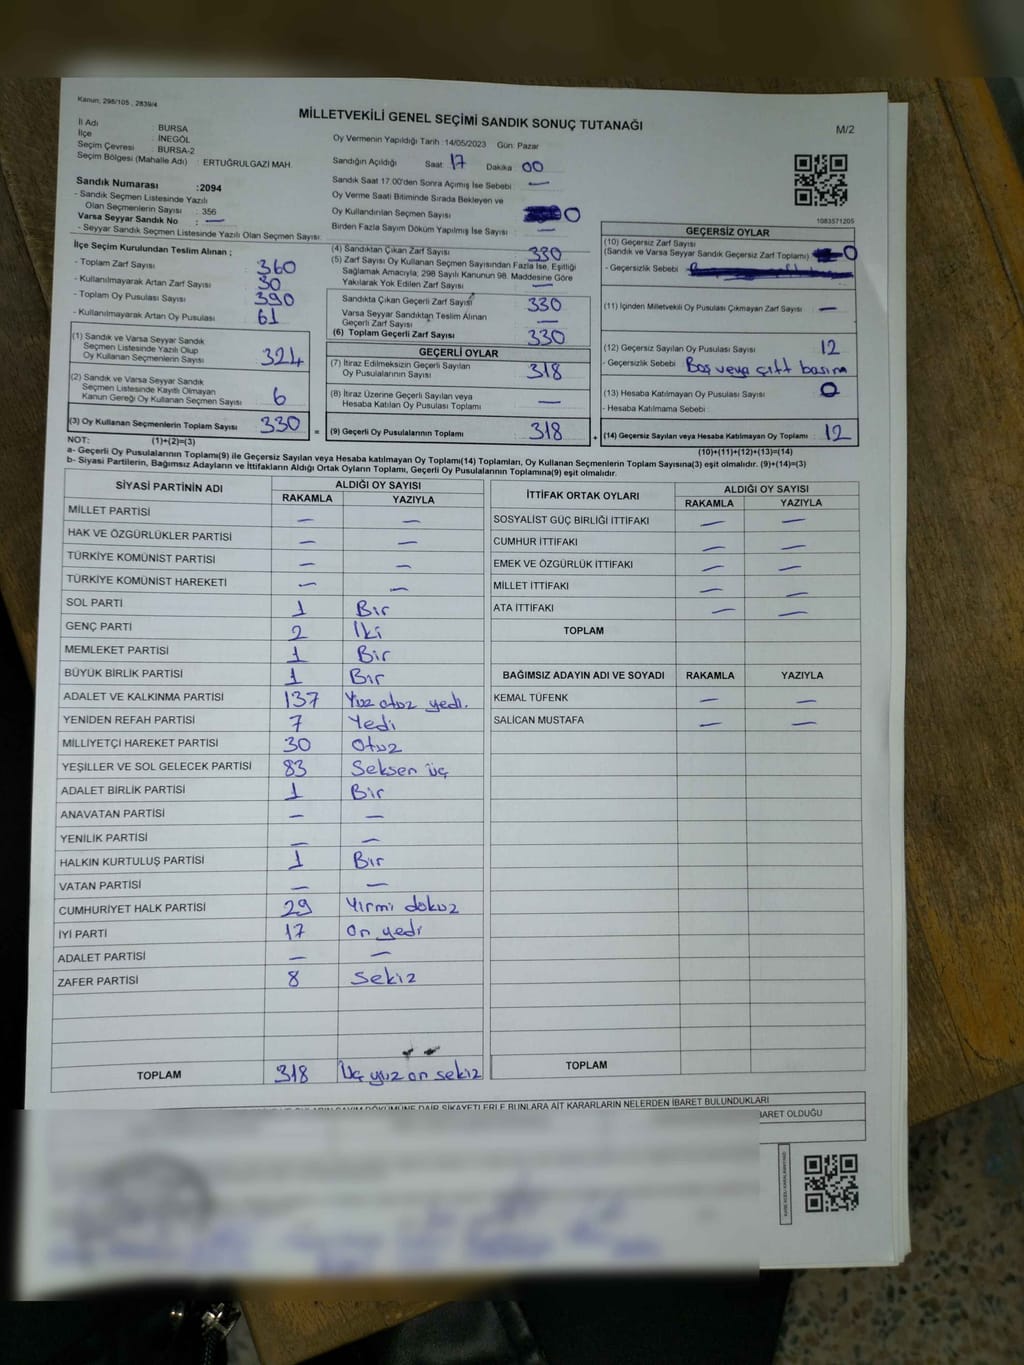 Kanun: 298/105 , 2839/4
MİLLETVEKİLİ GENEL SEÇİMİ SANDIK SONUÇ TUTANAĞI
M/2
İl Adı : BURSA
İlçe : İNEGÖL
Seçim Çevresi : BURSA-2
Seçim Bölgesi (Mahalle Adı) : ERTUĞRULGAZİ MAH.
Sandık Numarası :2094
- Sandık Seçmen Listesinde Yazılı
Olan Seçmenlerin Sayısı : 356
Varsa Seyyar Sandık No : —
- Seyyar Sandık Seçmen Listesinde Yazılı Olan Seçmen Sayısı:
Oy Vermenin Yapıldığı Tarih :14/05/2023 Gün: Pazar
Sandığın Açıldığı Saat: 17 Dakika : 00
Sandık Saat 17.00'den Sonra Açımış İse Sebebi : —
Oy Verme Saati Bitiminde Sırada Bekleyen ve
Oy Kullandırılan Seçmen Sayısı : 0
Birden Fazla Sayım Döküm Yapılmış İse Sayısı : —
1083571205
İlçe Seçim Kurulundan Teslim Alınan ;
- Toplam Zarf Sayısı : 360
- Kullanılmayarak Artan Zarf Sayısı : 30
- Toplam Oy Pusulası Sayısı : 390
- Kullanılmayarak Artan Oy Pusulası : 61
(1) Sandık ve Varsa Seyyar Sandık
Seçmen Listesinde Yazılı Olup
Oy Kullanan Seçmenlerin Sayısı : 324
(2) Sandık ve Varsa Seyyar Sandık
Seçmen Listesinde Kayıtlı Olmayan
Kanun Gereği Oy Kullanan Seçmen Sayısı : 6
(3) Oy Kullanan Seçmenlerin Toplam Sayısı : 330
(4) Sandıktan Çıkan Zarf Sayısı : 330
(5) Zarf Sayısı Oy Kullanan Seçmen Sayısından Fazla İse, Eşitliği
Sağlamak Amacıyla, 298 Sayılı Kanunun 98. Maddesine Göre
Yakılarak Yok Edilen Zarf Sayısı : —
Sandıkta Çıkan Geçerli Zarf Sayısı : 330
Varsa Seyyar Sandıktan Teslim Alınan
Geçerli Zarf Sayısı : —
(6) Toplam Geçerli Zarf Sayısı : 330
GEÇERLİ OYLAR
(7) İtiraz Edilmeksizin Geçerli Sayılan
Oy Pusulalarının Sayısı : 318
(8) İtiraz Üzerine Geçerli Sayılan veya
Hesaba Katılan Oy Pusulası Toplamı : —
= (9) Geçerli Oy Pusulalarının Toplamı : 318
GEÇERSİZ OYLAR
(10) Geçersiz Zarf Sayısı
(Sandık ve Varsa Seyyar Sandık Geçersiz Zarf Toplamı) : 0
- Geçersizlik Sebebi :
(11) İçinden Milletvekili Oy Pusulası Çıkmayan Zarf Sayısı : —
(12) Geçersiz Sayılan Oy Pusulası Sayısı : 12
- Geçersizlik Sebebi : Boş veya çift basım
(13) Hesaba Katılmayan Oy Pusulası Sayısı : 0
- Hesaba Katılmama Sebebi :
+ (14) Geçersiz Sayılan veya Hesaba Katılmayan Oy Toplamı : 12
NOT: (1)+(2)=(3)
(10)+(11)+(12)+(13)=(14)
a- Geçerli Oy Pusulalarının Toplamı(9) ile Geçersiz Sayılan veya Hesaba katılmayan Oy Toplamı(14) Toplamları, Oy Kullanan Seçmenlerin Toplam Sayısına(3) eşit olmalıdır. (9)+(14)=(3)
b- Siyasi Partilerin, Bağımsız Adayların ve İttifakların Aldığı Ortak Oyların Toplamı, Geçerli Oy Pusulalarının Toplamına(9) eşit olmalıdır.
SİYASİ PARTİNİN ADI ALDIĞI OY SAYISI
RAKAMLA YAZIYLA
MİLLET PARTİSİ — —
HAK VE ÖZGÜRLÜKLER PARTİSİ — —
TÜRKİYE KOMÜNİST PARTİSİ — —
TÜRKİYE KOMÜNİST HAREKETİ — —
SOL PARTİ 1 Bir
GENÇ PARTİ 2 İki
MEMLEKET PARTİSİ 1 Bir
BÜYÜK BİRLİK PARTİSİ 1 Bir
ADALET VE KALKINMA PARTİSİ 137 Yüz otuz yedi.
YENİDEN REFAH PARTİSİ 7 Yedi
MİLLİYETÇİ HAREKET PARTİSİ 30 Otuz
YEŞİLLER VE SOL GELECEK PARTİSİ 83 Seksen üç
ADALET BİRLİK PARTİSİ 1 Bir
ANAVATAN PARTİSİ — —
YENİLİK PARTİSİ — —
HALKIN KURTULUŞ PARTİSİ 1 Bir
VATAN PARTİSİ — —
CUMHURİYET HALK PARTİSİ 29 Yirmi dokuz
İYİ PARTİ 17 On yedi
ADALET PARTİSİ — —
ZAFER PARTİSİ 8 Sekiz
TOPLAM 318 Üç yüz on sekiz
İTTİFAK ORTAK OYLARI ALDIĞI OY SAYISI
RAKAMLA YAZIYLA
SOSYALİST GÜÇ BİRLİĞİ İTTİFAKI — —
CUMHUR İTTİFAKI — —
EMEK VE ÖZGÜRLÜK İTTİFAKI — —
MİLLET İTTİFAKI — —
ATA İTTİFAKI — —
TOPLAM
BAĞIMSIZ ADAYIN ADI VE SOYADI RAKAMLA YAZIYLA
KEMAL TÜFENK — —
SALİCAN MUSTAFA — —
TOPLAM
SAYIM DÖKÜMÜNE DAİR ŞİKAYETLERLE BUNLARA AİT KARARLARIN NELERDEN İBARET BULUNDUKLARI
İBARET OLDUĞU